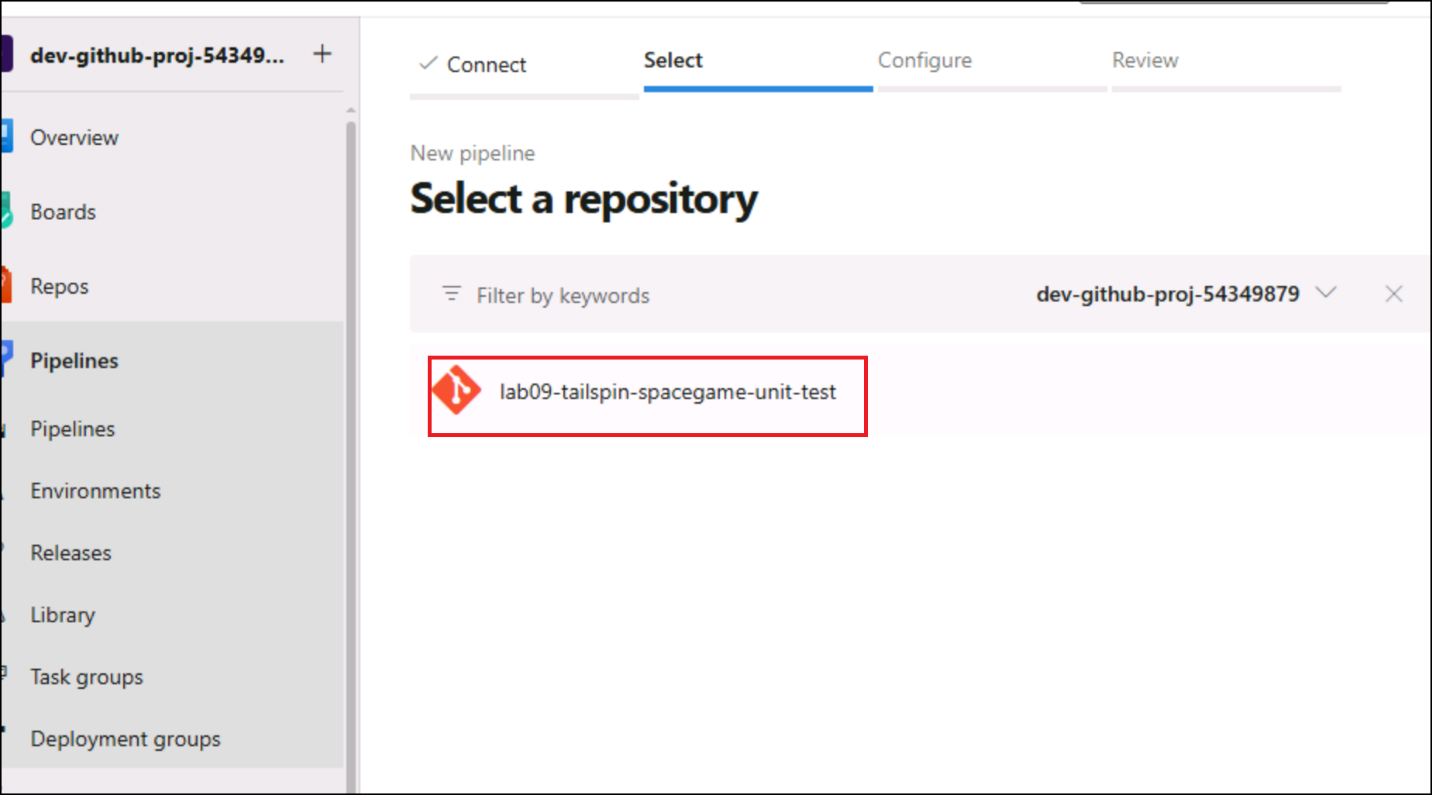 dev-github-proj-54349...
+
Overview
Boards
Repos
Pipelines
Pipelines
Environments
Releases
Library
Task groups
Deployment groups
Connect
Select
Configure
Review
New pipeline
Select a repository
Filter by keywords
dev-github-proj-54349879
lab09-tailspin-spacegame-unit-test